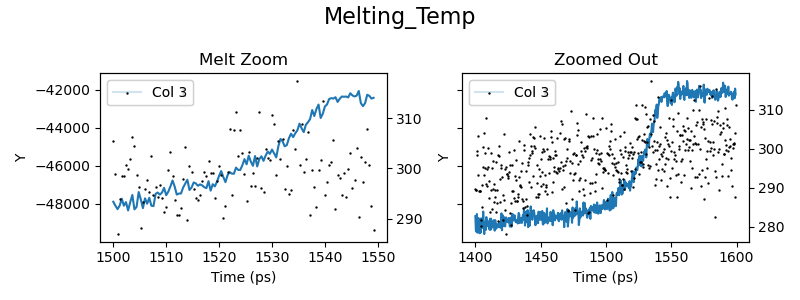 Melting_Temp
Melt Zoom
Zoomed Out
Col 3
Col 3
Y
−42000
−44000
−46000
−48000
310
300
290
1500 1510 1520 1530 1540 1550
Time (ps)
Y
310
300
290
280
1400 1450 1500 1550 1600
Time (ps)